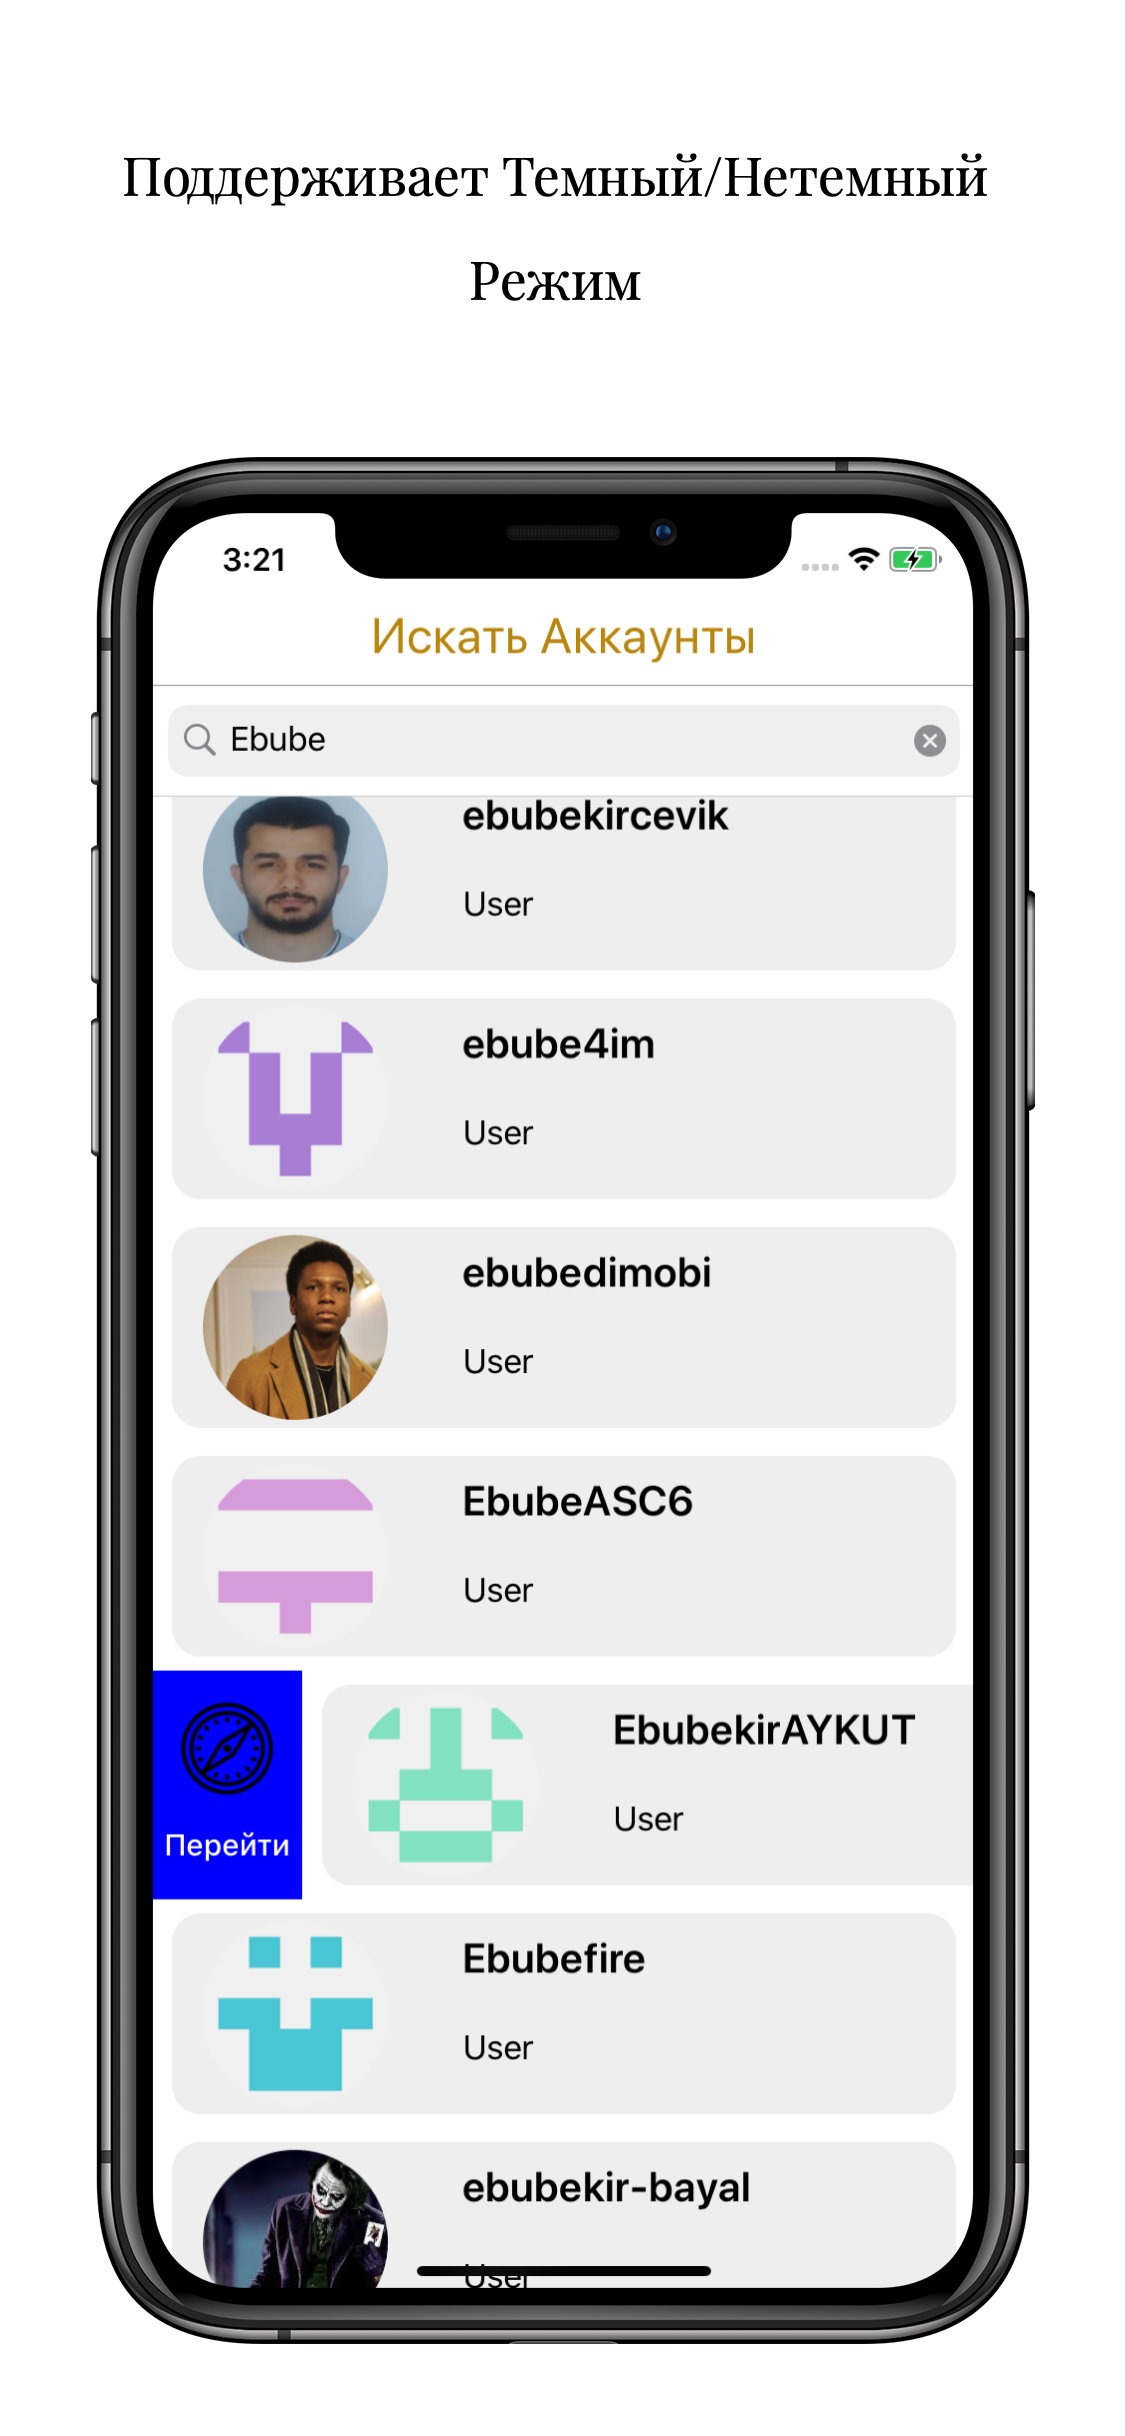 Поддерживает Темный/Нетемный
Режим
3:21
Искать Аккаунты
Ebube
ebubekircevik
User
ebube4im
User
ebubedimobi
User
EbubeASC6
User
Перейти
EbubekirAYKUT
User
Ebubefire
User
ebubekir-bayal
User